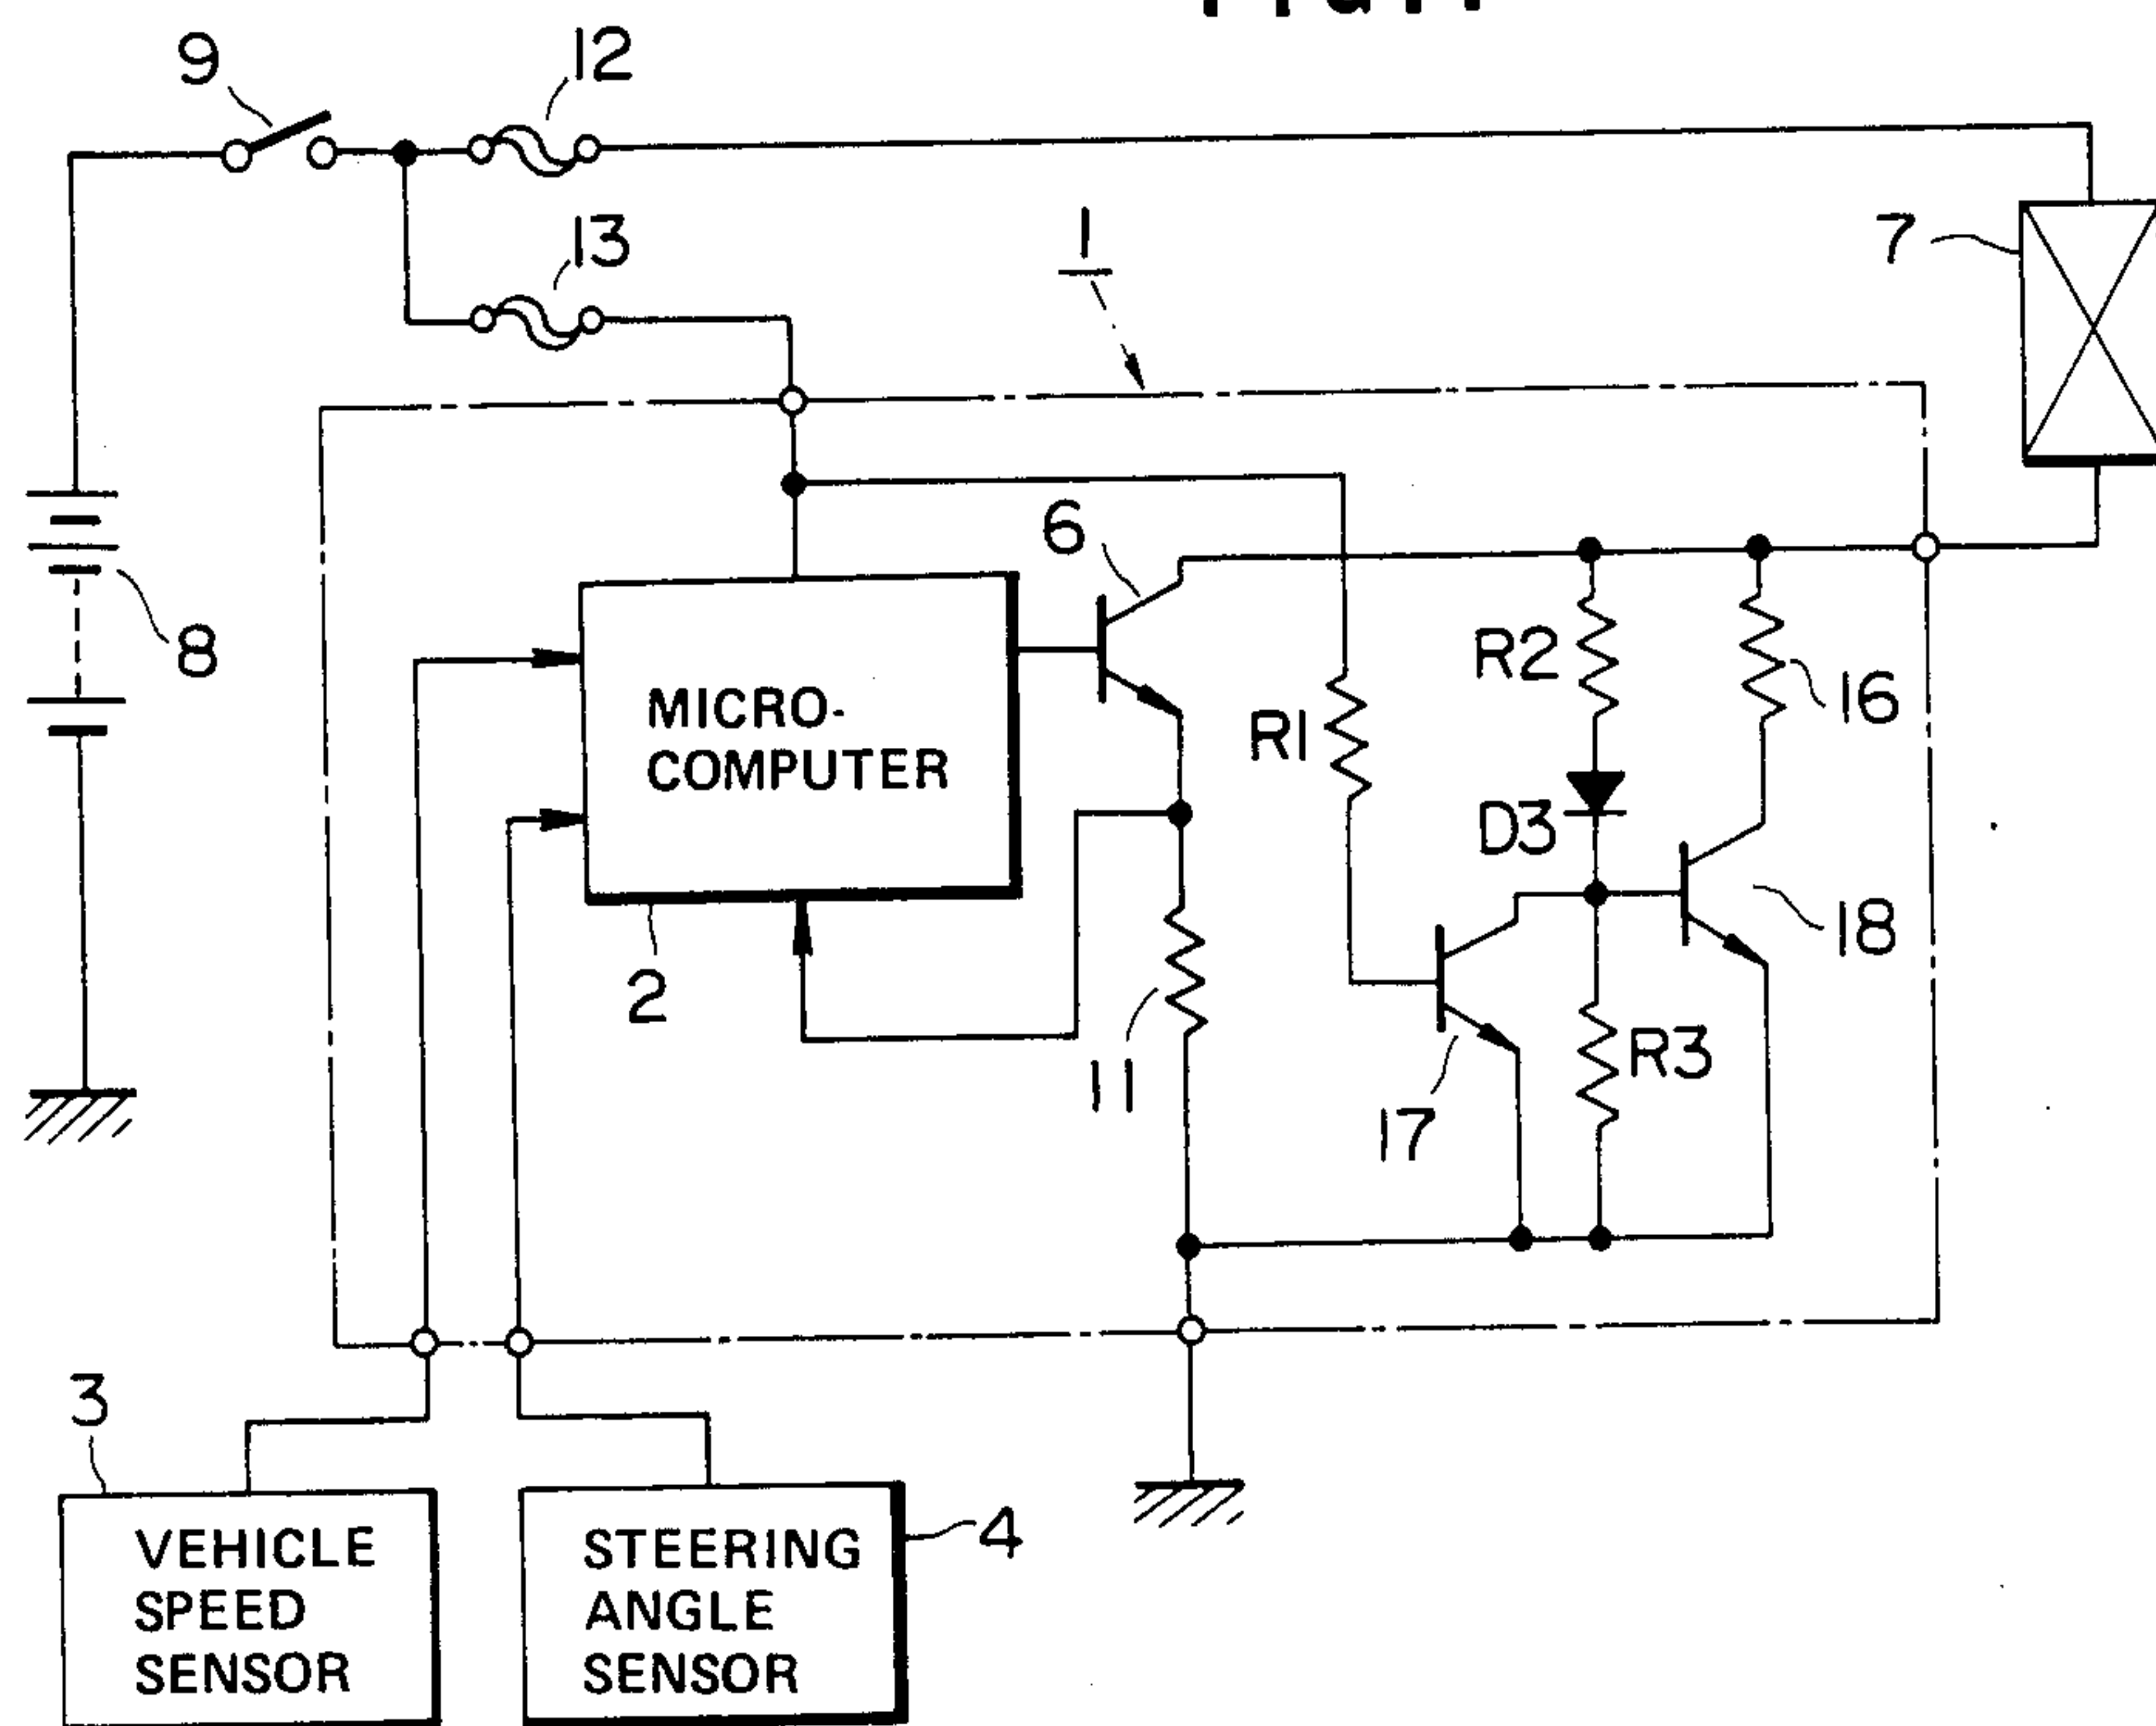 9
12
13
1
7
6
8
R2
16
R1
MICRO-
COMPUTER
D3
18
2
11
R3
17
3
4
VEHICLE
SPEED
SENSOR
STEERING
ANGLE
SENSOR